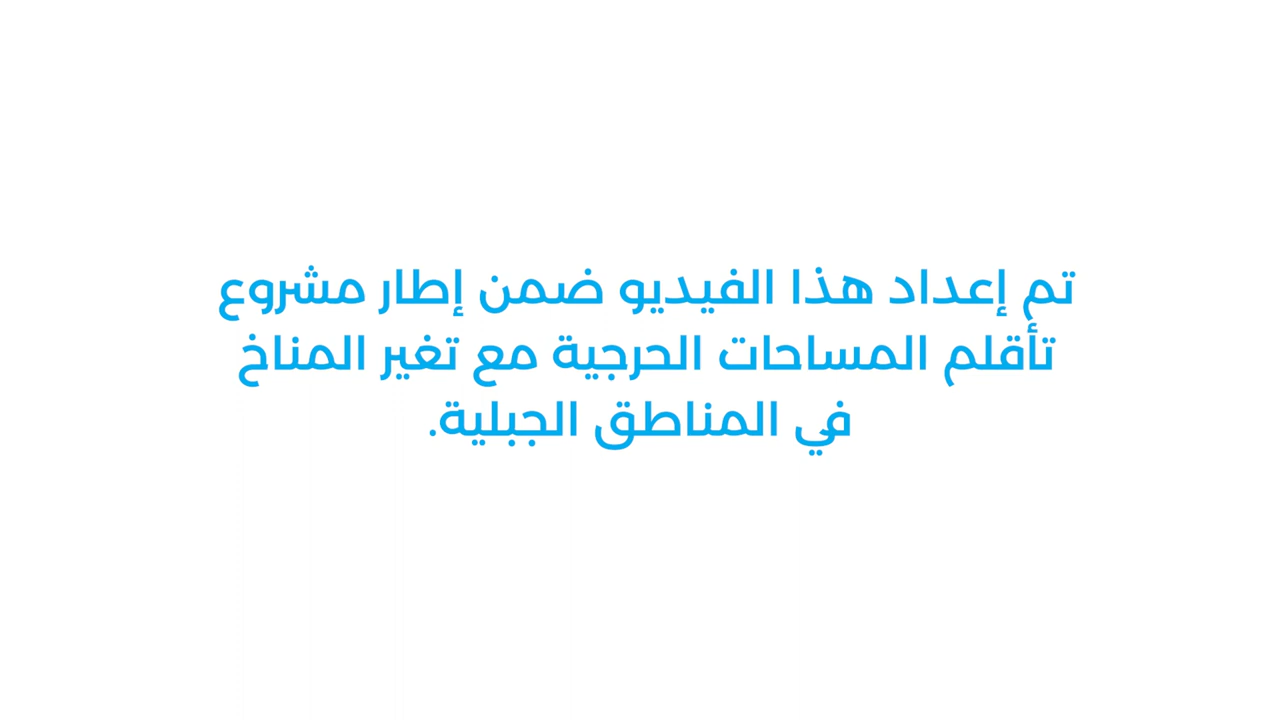 تم إعداد هذا الفيديو ضمن إطار مشروع
تأقلم المساحات الحرجية مع تغير المناخ
في المناطق الجبلية.